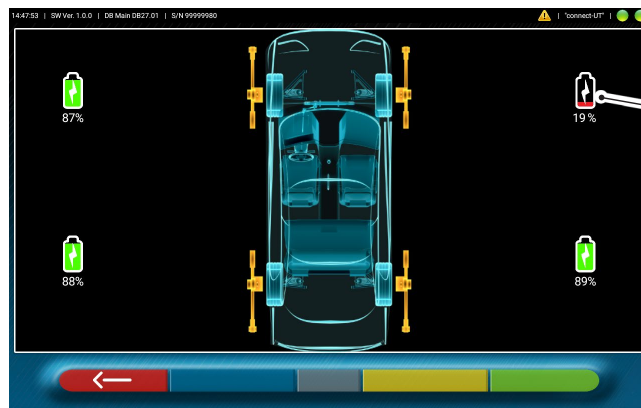 14:47:53 | SW Ver. 1.0.0 | DB Main DB27.01 | S/N 99999980 | "connect-UT" |
87%
19 %
88%
89%